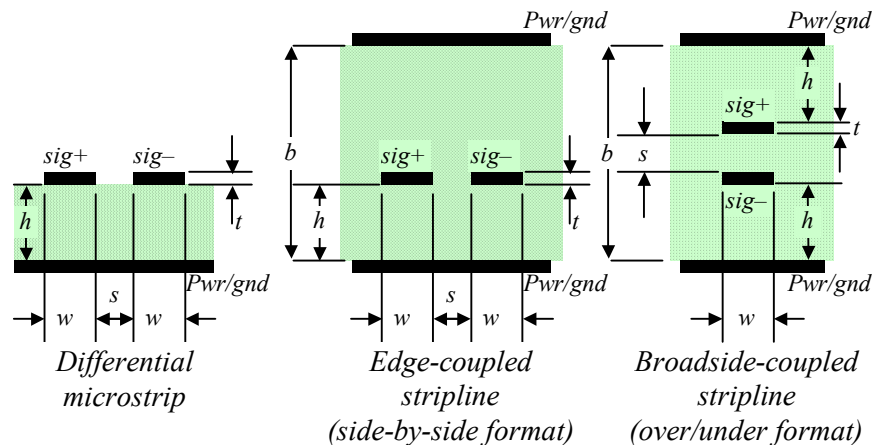 Pwr/gnd
Pwr/gnd
h
sig+
t
b
s
sig+
sig–
b
sig+
sig–
sig–
h
t
h
t
h
h
Pwr/gnd
Pwr/gnd
Pwr/gnd
s
s
w
w
w
w
w
Differential
microstrip
Edge-coupled
stripline
(side-by-side format)
Broadside-coupled
stripline
(over/under format)